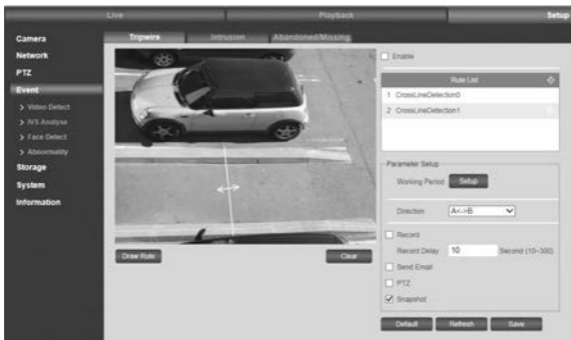 Live
Playback
Setup
Camera
Network
PTZ
Event
> Video Detect
> IVS Analyse
> Face Detect
> Abnormality
Storage
System
Information
Tripwire
Intrusion
Abandoned/Missing
Draw Rule
Clear
Enable
Rule List
1 CrossLineDetection0
2 CrossLineDetection1
Parameter Setup
Working Period Setup
Direction A<->B
Record
Record Delay 10 Second (10~300)
Send Email
PTZ
Snapshot
Default Refresh Save